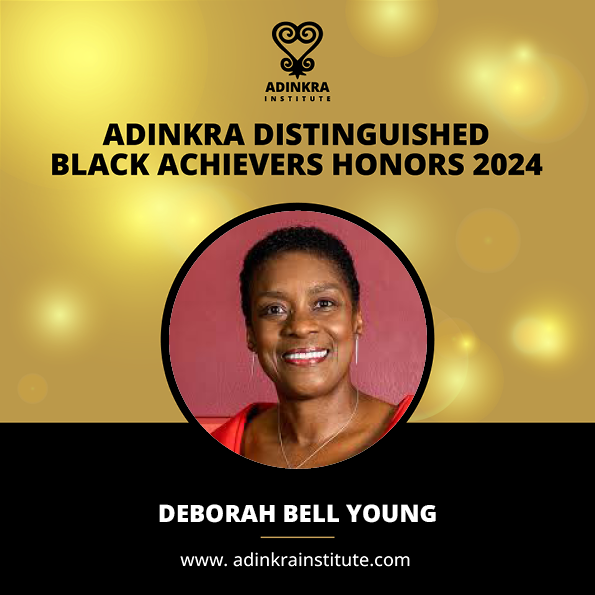 ADINKRA
INSTITUTE
ADINKRA DISTINGUISHED
BLACK ACHIEVERS HONORS 2024
DEBORAH BELL YOUNG
www. adinkrainstitute.com